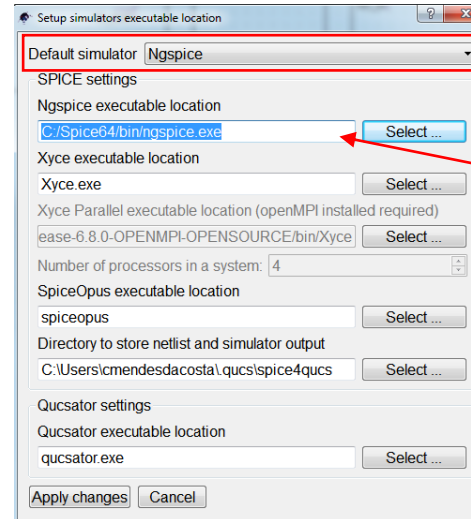 Setup simulators executable location
Default simulator Ngspice
SPICE settings
Ngspice executable location
C:/Spice64/bin/ngspice.exe Select ...
Xyce executable location
Xyce.exe Select ...
Xyce Parallel executable location (openMPI installed required)
ease-6.8.0-OPENMPI-OPENSOURCE/bin/Xyce Select ...
Number of processors in a system: 4
SpiceOpus executable location
spiceopus Select ...
Directory to store netlist and simulator output
C:\Users\cmendesdacosta\.qucs\spice4qucs Select ...
Qucsator settings
Qucsator executable location
qucsator.exe Select ...
Apply changes Cancel